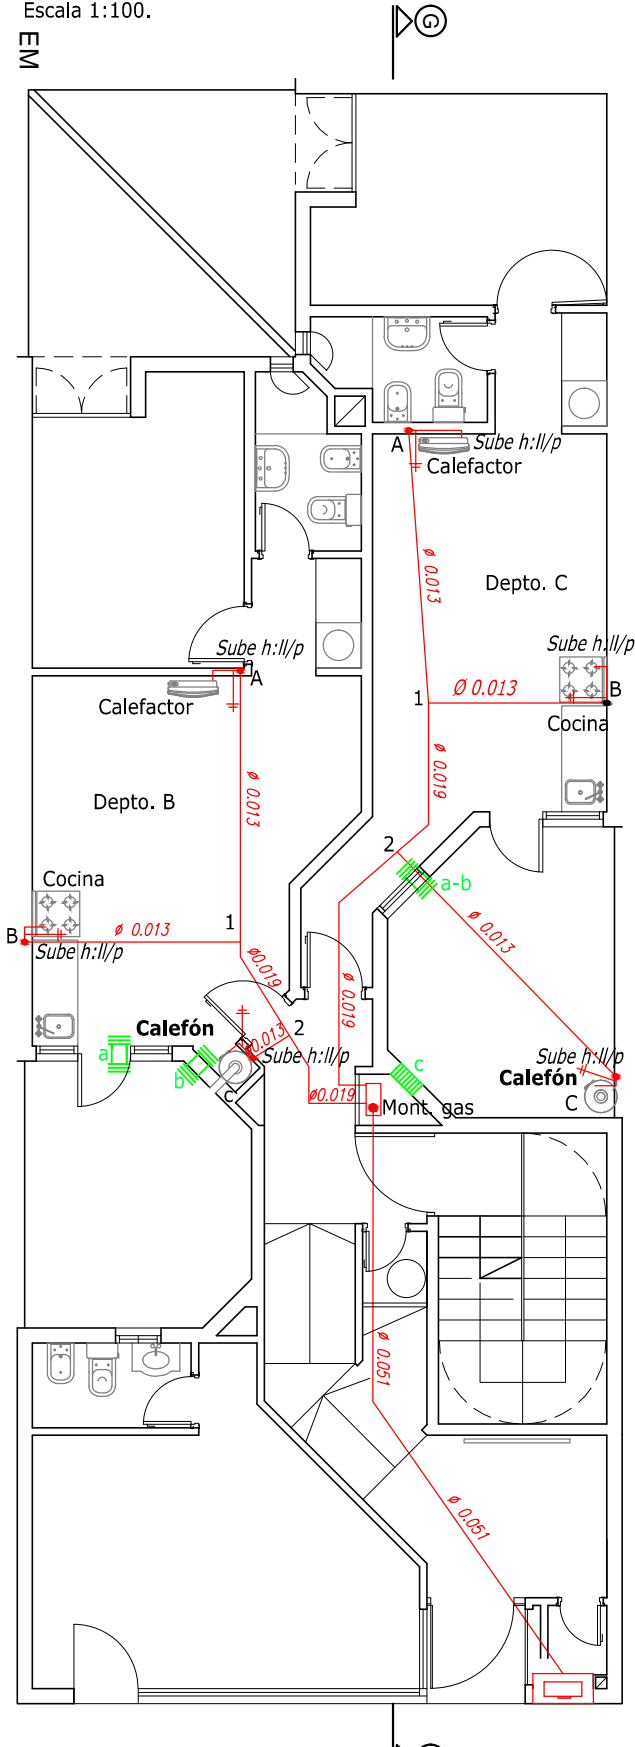 Escala 1:100.
EM
G
A
Sube h:ll/p
Calefactor
ø 0.013
Depto. C
Sube h:ll/p
Sube h:ll/p
A
1
Ø 0.013
B
Calefactor
Cocina
ø 0.019
ø 0.013
Depto. B
2
Cocina
a-b
1
ø 0.013
B
ø 0.013
Sube h:ll/p
ø0.019
ø 0.019
Calefón
2
0.013
a
b
Sube h:ll/p
Sube h:ll/p
c
Calefón
C
C
ø0.019
Mont. gas
ø 0.051
ø 0.051